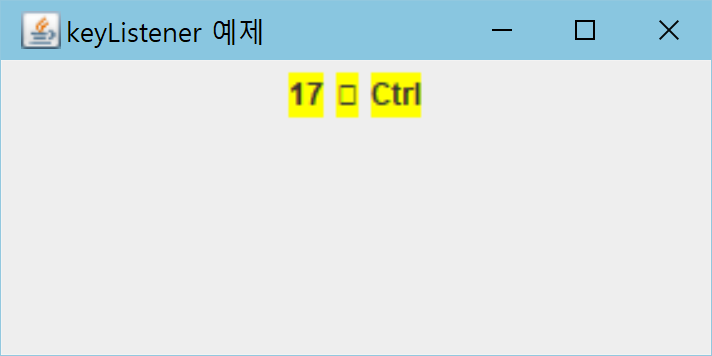 keyListener 예제
17 □ Ctrl